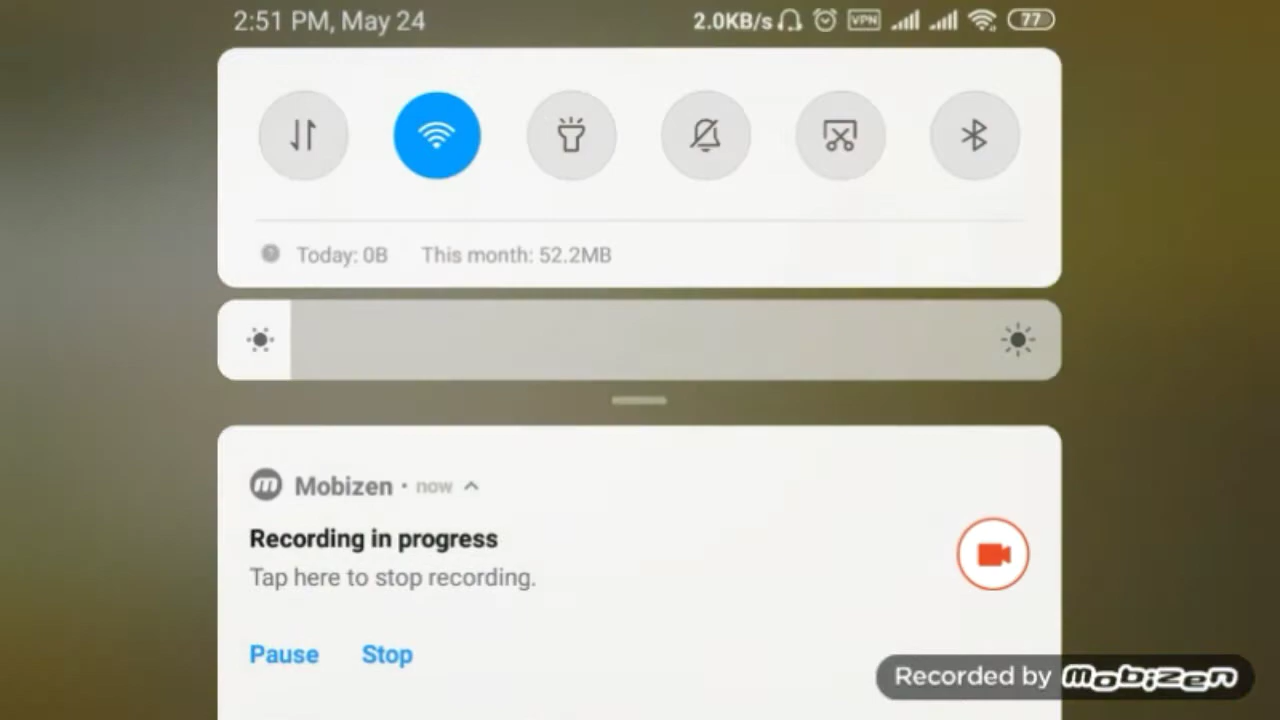 2:51 PM, May 24 2.0KB/s VPN 77
Today: 0B This month: 52.2MB
Mobizen • now
Recording in progress
Tap here to stop recording.
Pause Stop
Recorded by mobizen